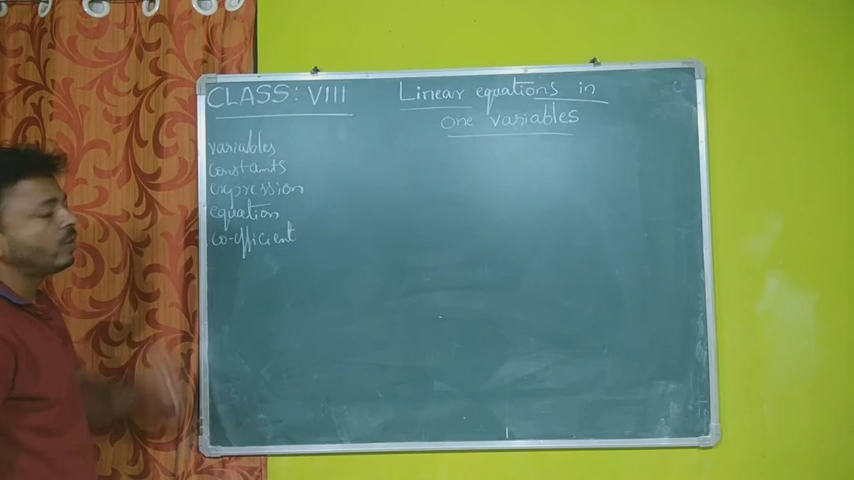 CLASS: VIII
Linear equations in
one variables
variables
constants
expression
equation
co-efficient